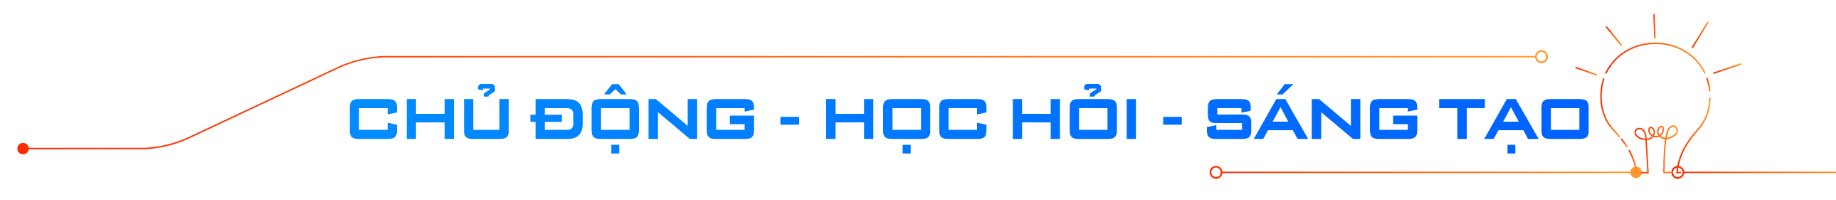 CHỦ ĐỘNG - HỌC HỎI - SÁNG TẠO